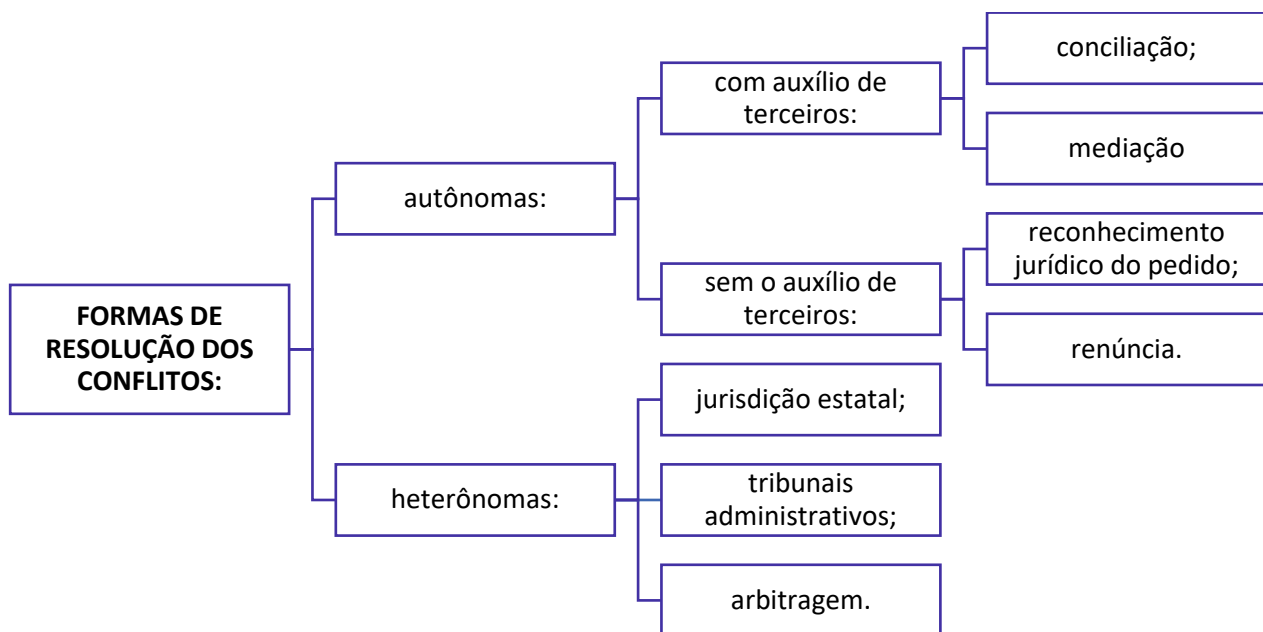 FORMAS DE
RESOLUÇÃO DOS
CONFLITOS:
autônomas:
com auxílio de
terceiros:
conciliação;
mediação
sem o auxílio de
terceiros:
reconhecimento
jurídico do pedido;
renúncia.
heterônomas:
jurisdição estatal;
tribunais
administrativos;
arbitragem.